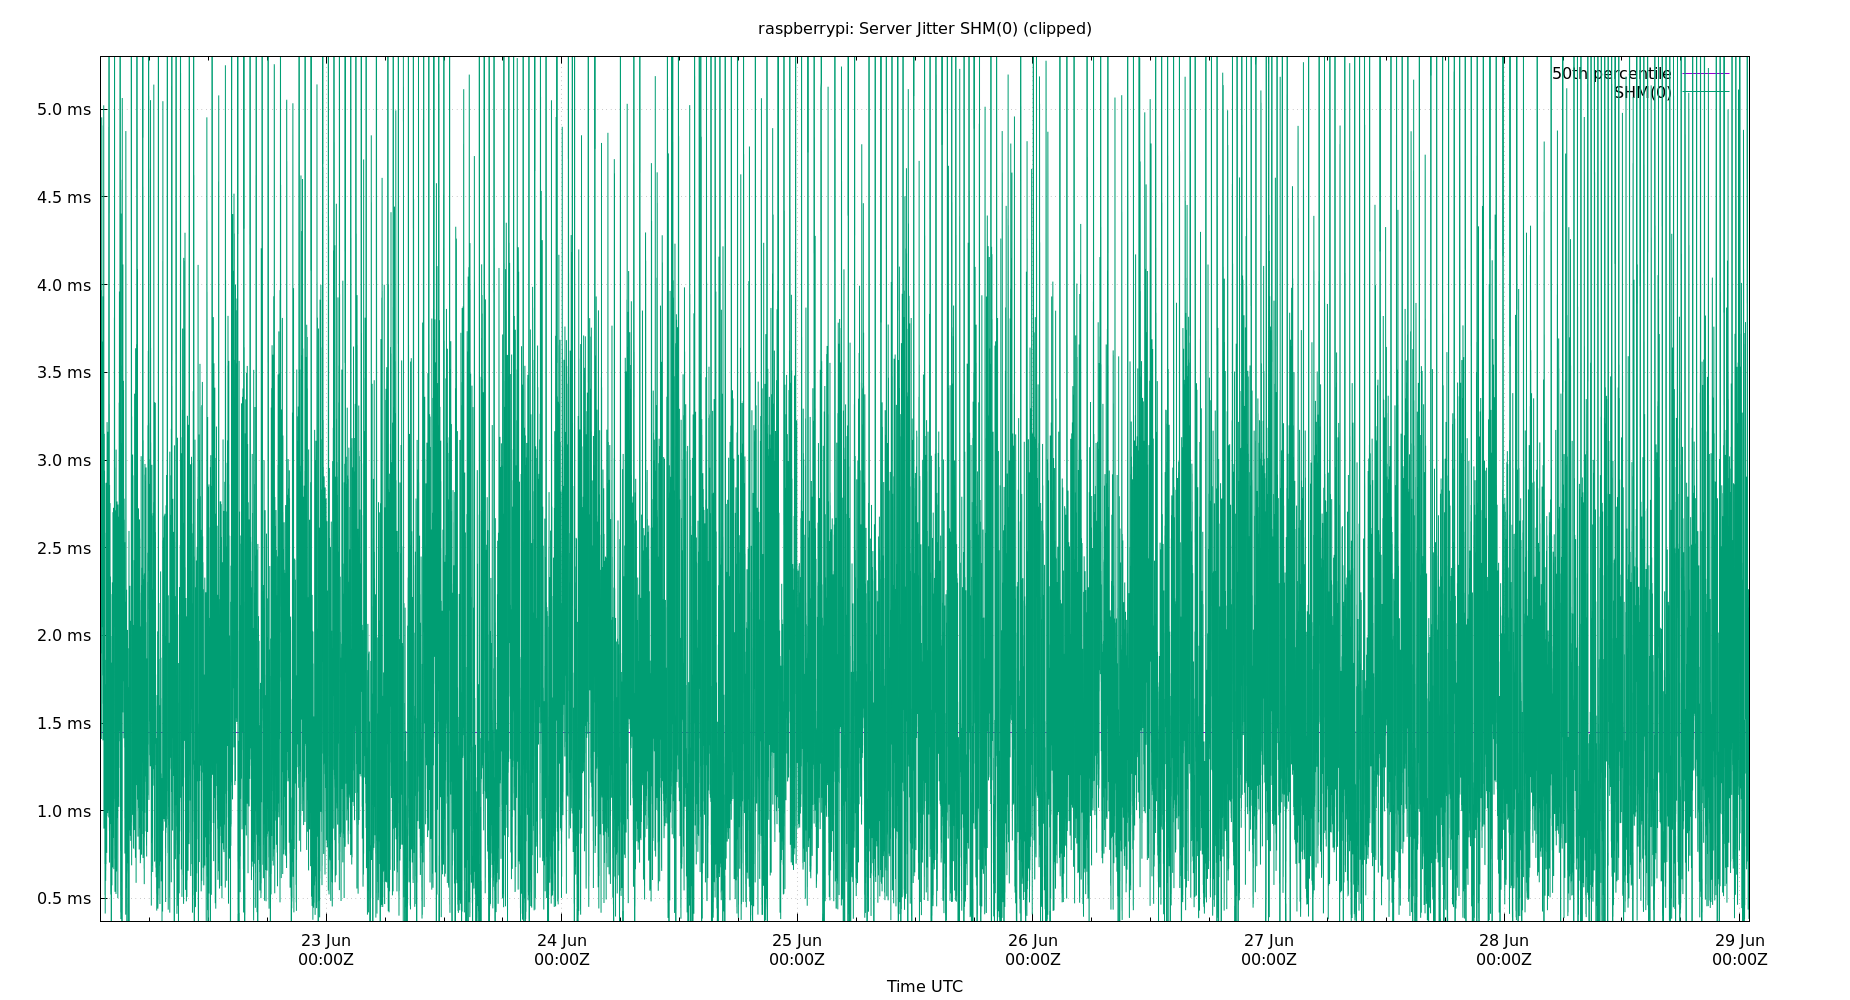 raspberrypi: Server Jitter SHM(0) (clipped)
50th percentile
SHM(0)
5.0 ms
4.5 ms
4.0 ms
3.5 ms
3.0 ms
2.5 ms
2.0 ms
1.5 ms
1.0 ms
0.5 ms
23 Jun 24 Jun 25 Jun 26 Jun 27 Jun 28 Jun 29 Jun
00:00Z 00:00Z 00:00Z 00:00Z 00:00Z 00:00Z 00:00Z
Time UTC